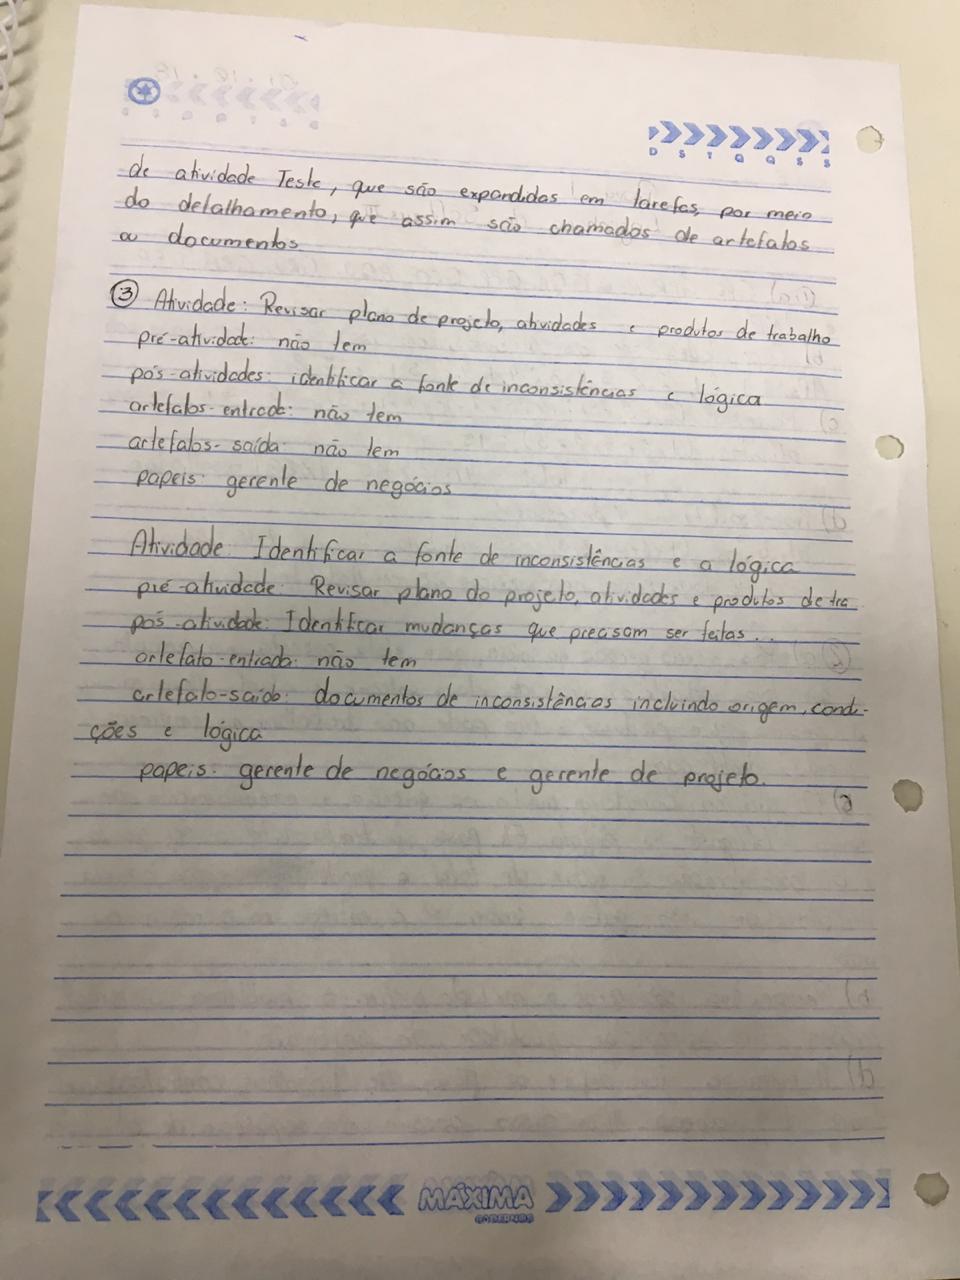 D S T Q Q S S
de atividade Teste, que são expandidas em tarefas, por meio
do detalhamento, que assim são chamados de artefatos
ou documentos
③ Atividade: Revisar plano de projeto, atividades e produtos de trabalho
pré-atividade: não tem
pós-atividades: identificar a fonte de inconsistências e lógica
artefatos-entrada: não tem
artefatos-saída: não tem
papeis: gerente de negócios
Atividade: Identificar a fonte de inconsistências e a lógica
pré-atividade: Revisar plano do projeto, atividades e produtos de tra
pós-atividade: Identificar mudanças que precisam ser feitas...
artefato-entrada: não tem
artefato-saída: documentos de inconsistências incluindo origem, condi-
ções e lógica
papeis: gerente de negócios e gerente de projeto.
MÁXIMA
CADERNOS